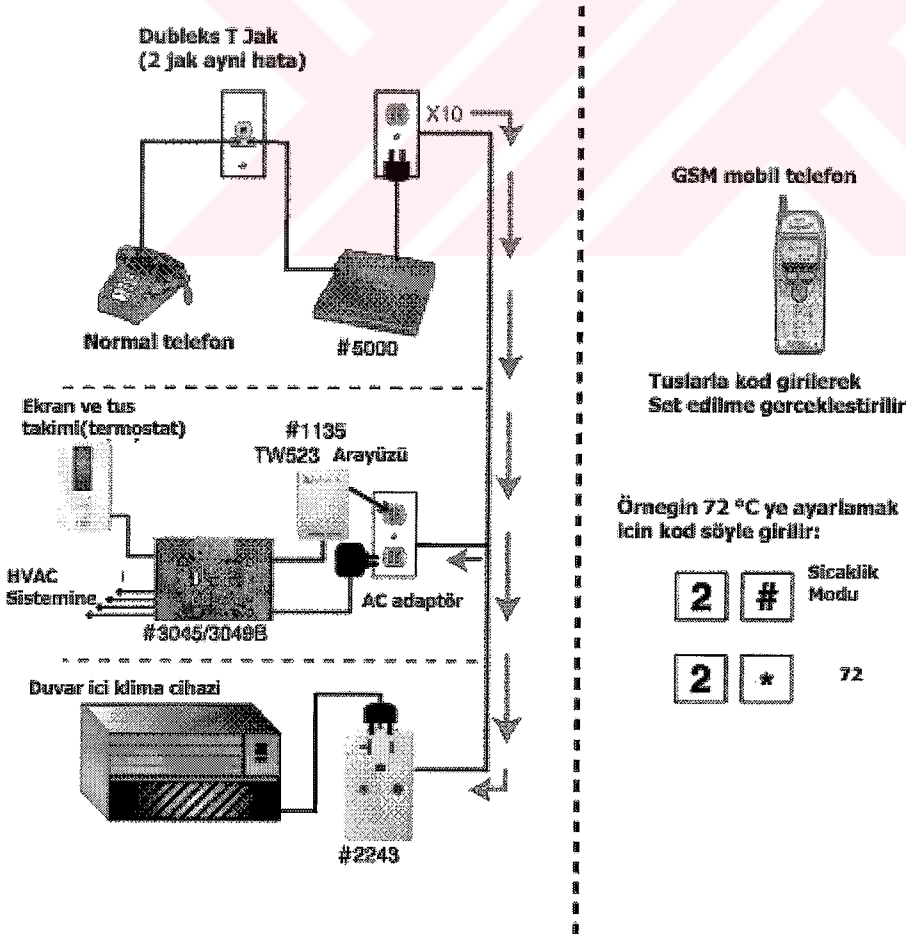 Dubleks T Jak
(2 jak ayni hata)
X10
Normal telefon
#5000
Ekran ve tus
takimi(termostat)
#1135
TW523 Arayüzü
HVAC
Sistemine
AC adaptör
#3045/3049B
Duvar ici klima cihazi
#2243
GSM mobil telefon
Tuslarla kod girilerek
Set edilme gerceklestirilir
Örnegin 72 °C ye ayarlamak
icin kod söyle girilir:
2 # Sicaklik
Modu
2 * 72